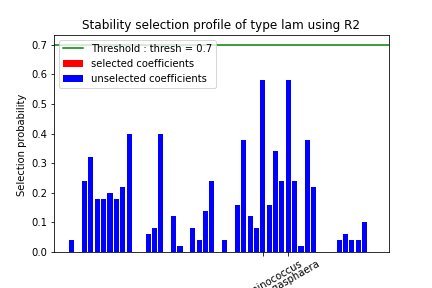 Stability selection profile of type lam using R2
Threshold : thresh = 0.7
selected coefficients
unselected coefficients
Selection probability
0.7
0.6
0.5
0.4
0.3
0.2
0.1
0.0